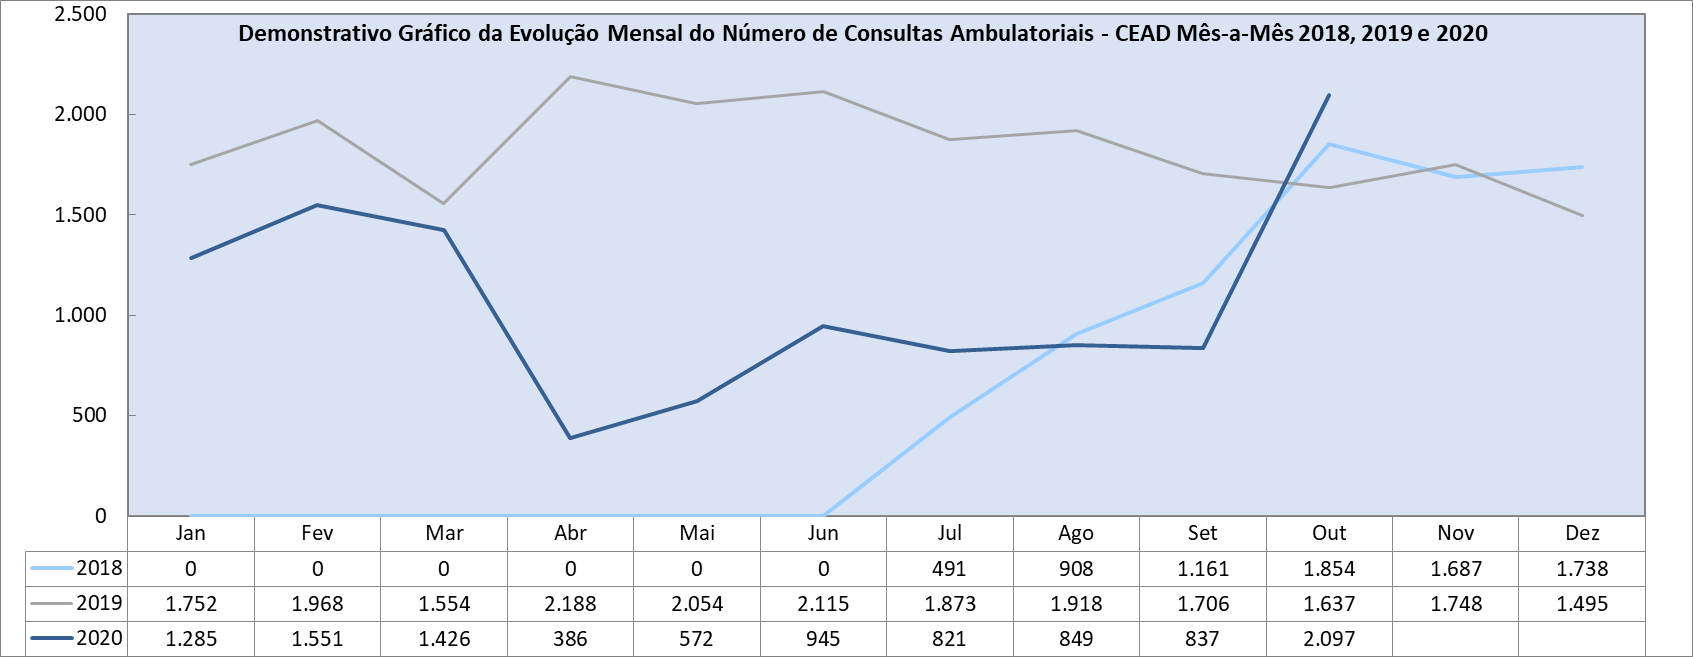 Demonstrativo Gráfico da Evolução Mensal do Número de Consultas Ambulatoriais - CEAD Mês-a-Mês 2018, 2019 e 2020
2.500
2.000
1.500
1.000
500
0
Jan Fev Mar Abr Mai Jun Jul Ago Set Out Nov Dez
2018 0 0 0 0 0 0 491 908 1.161 1.854 1.687 1.738
2019 1.752 1.968 1.554 2.188 2.054 2.115 1.873 1.918 1.706 1.637 1.748 1.495
2020 1.285 1.551 1.426 386 572 945 821 849 837 2.097